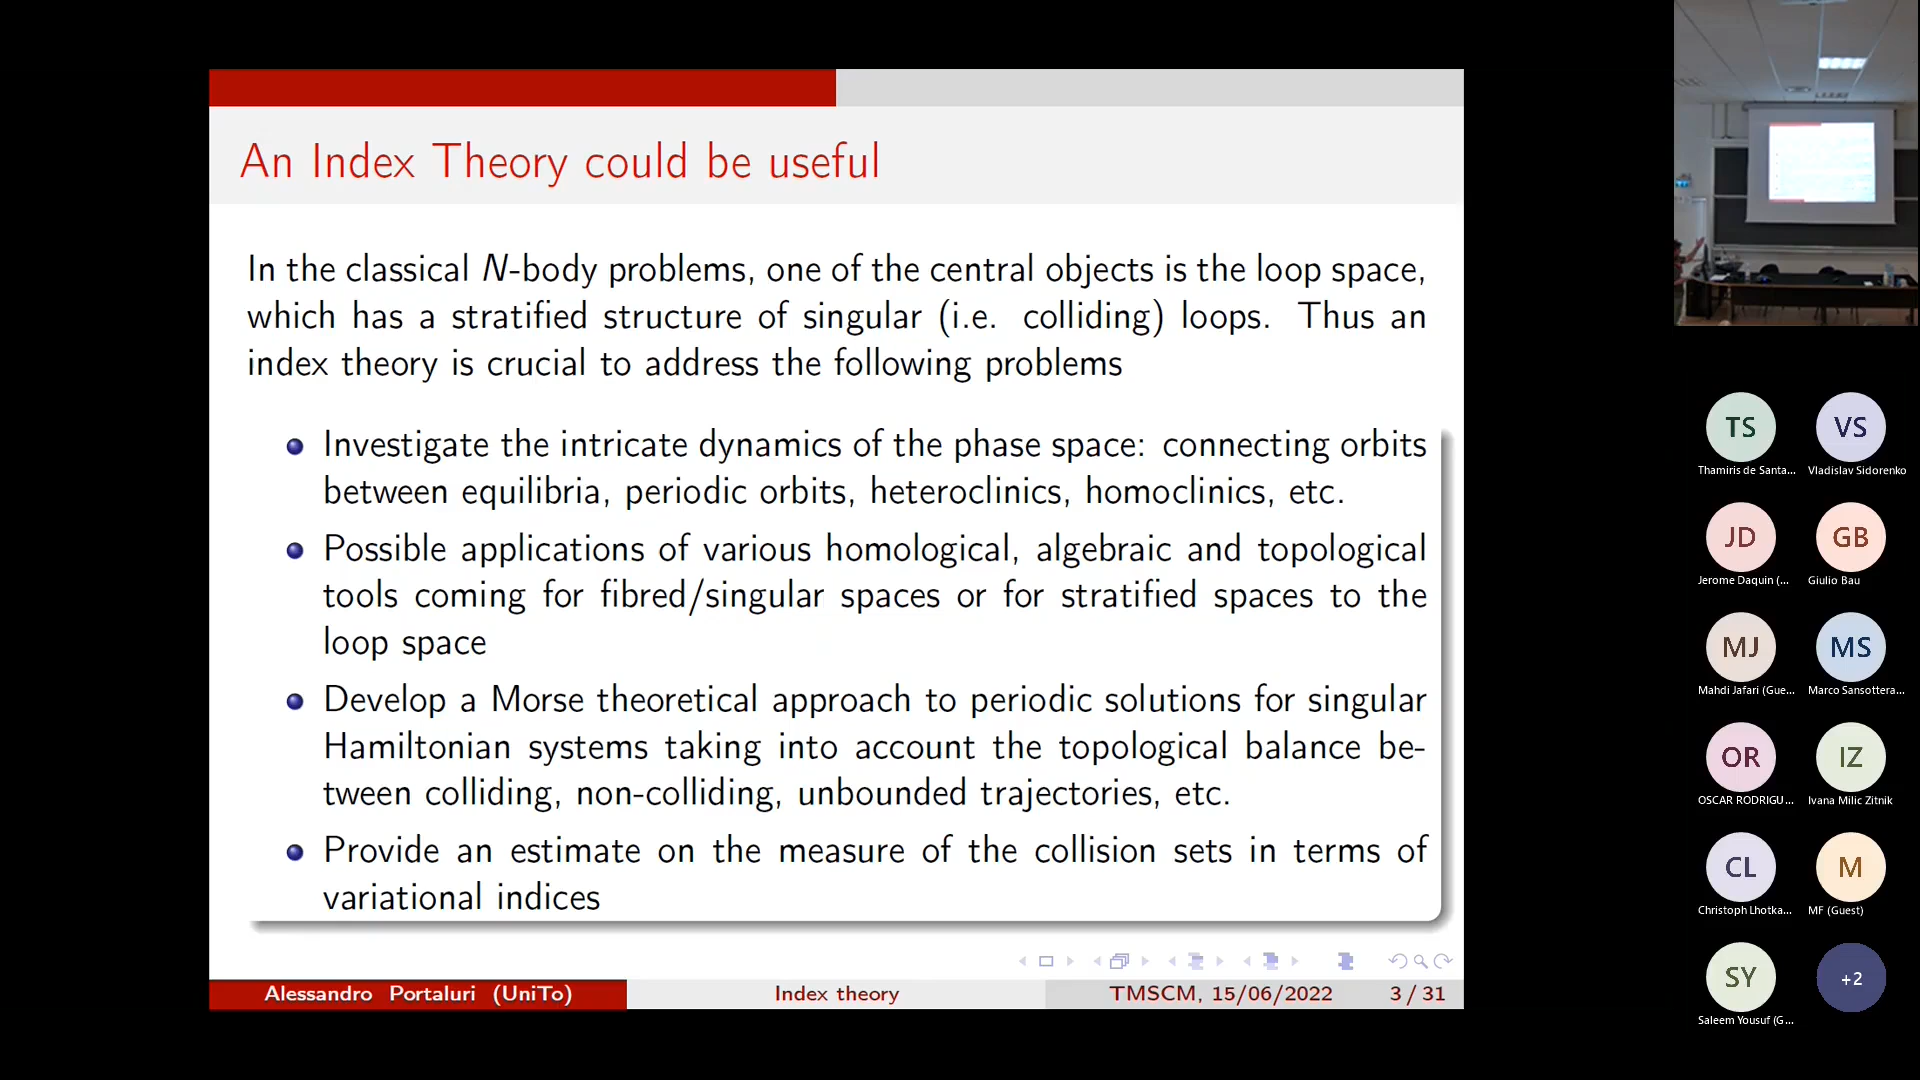 An Index Theory could be useful
In the classical N-body problems, one of the central objects is the loop space,
which has a stratified structure of singular (i.e. colliding) loops. Thus an
index theory is crucial to address the following problems
Investigate the intricate dynamics of the phase space: connecting orbits
between equilibria, periodic orbits, heteroclinics, homoclinics, etc.
Possible applications of various homological, algebraic and topological
tools coming for fibred/singular spaces or for stratified spaces to the
loop space
Develop a Morse theoretical approach to periodic solutions for singular
Hamiltonian systems taking into account the topological balance be-
tween colliding, non-colliding, unbounded trajectories, etc.
Provide an estimate on the measure of the collision sets in terms of
variational indices
Alessandro Portaluri (UniTo)
Index theory
TMSCM, 15/06/2022
3 / 31
TS
Thamiris de Santa...
VS
Vladislav Sidorenko
JD
Jerome Daquin (...
GB
Giulio Bau
MJ
Mahdi Jafari (Gue...
MS
Marco Sansottera...
OR
OSCAR RODRIGU...
IZ
Ivana Milic Zitnik
CL
Christoph Lhotka...
M
MF (Guest)
SY
Saleem Yousuf (G...
+2